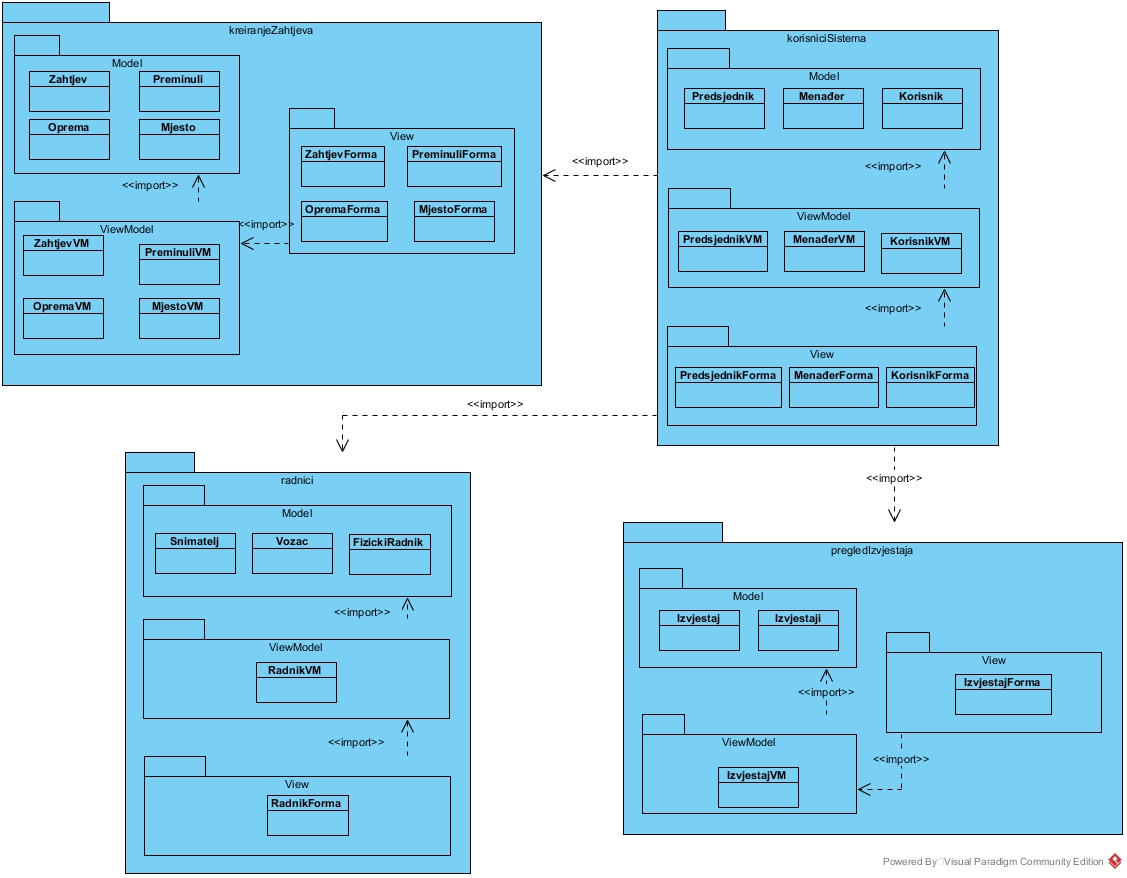 kreiranjeZahtjeva
Model
Zahtjev
Preminuli
Oprema
Mjesto
<<import>>
View
ZahtjevForma
PreminuliForma
OpremaForma
MjestoForma
<<import>>
ViewModel
ZahtjevVM
PreminuliVM
OpremaVM
MjestoVM
<<import>>
korisniciSistema
Model
Predsjednik
Menađer
Korisnik
<<import>>
ViewModel
PredsjednikVM
MenađerVM
KorisnikVM
<<import>>
View
PredsjednikForma
MenađerForma
KorisnikForma
<<import>>
<<import>>
radnici
Model
Snimatelj
Vozac
FizickiRadnik
<<import>>
ViewModel
RadnikVM
<<import>>
View
RadnikForma
pregledIzvjestaja
Model
Izvjestaj
Izvjestaji
View
IzvjestajForma
<<import>>
<<import>>
ViewModel
IzvjestajVM
Powered By Visual Paradigm Community Edition